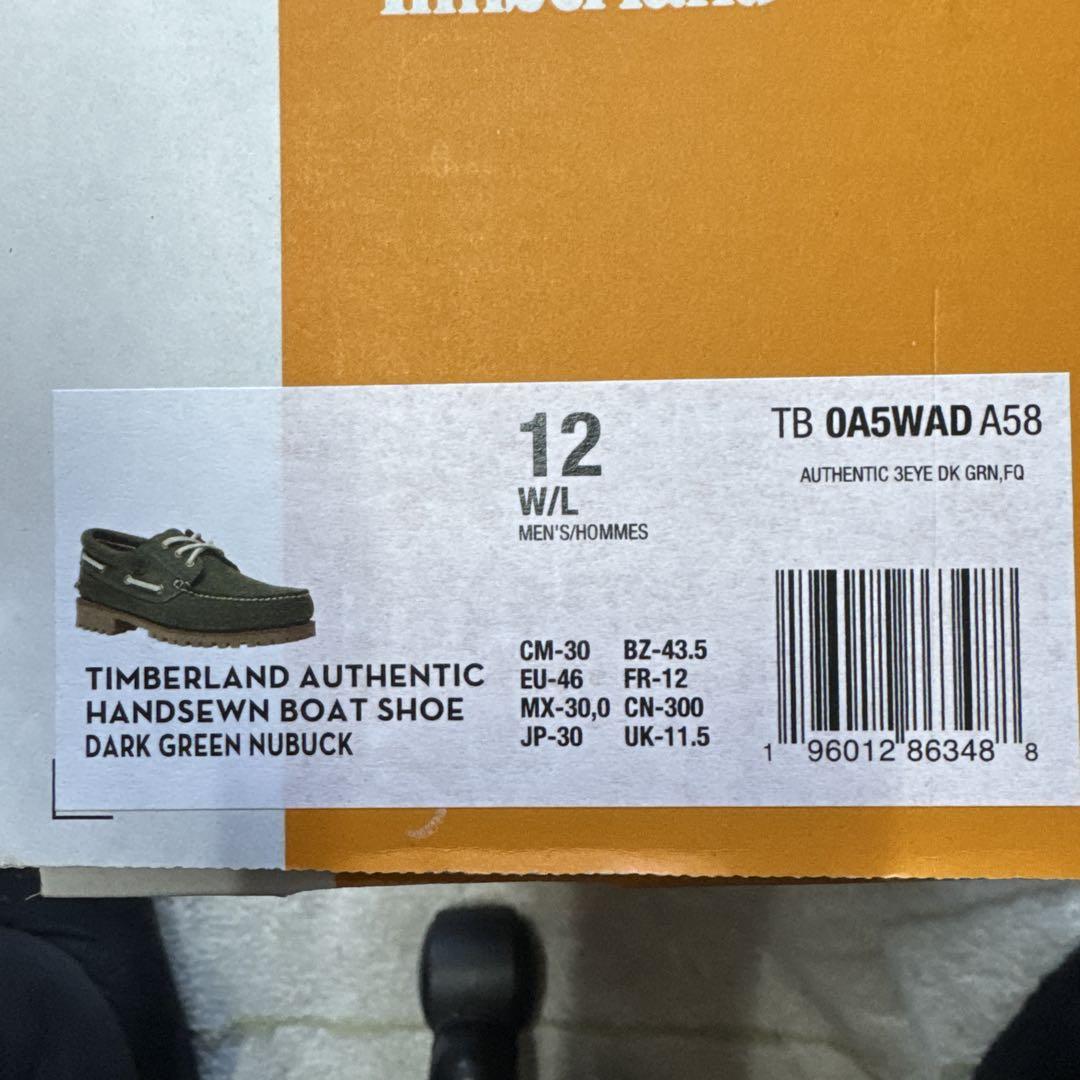 Timberland
12
W/L
MEN'S/HOMMES
TB 0A5WAD A58
AUTHENTIC 3EYE DK GRN,FQ
TIMBERLAND AUTHENTIC
HANDSEWN BOAT SHOE
DARK GREEN NUBUCK
CM-30 BZ-43.5
EU-46 FR-12
MX-30,0 CN-300
JP-30 UK-11.5
1 96012 86348 8